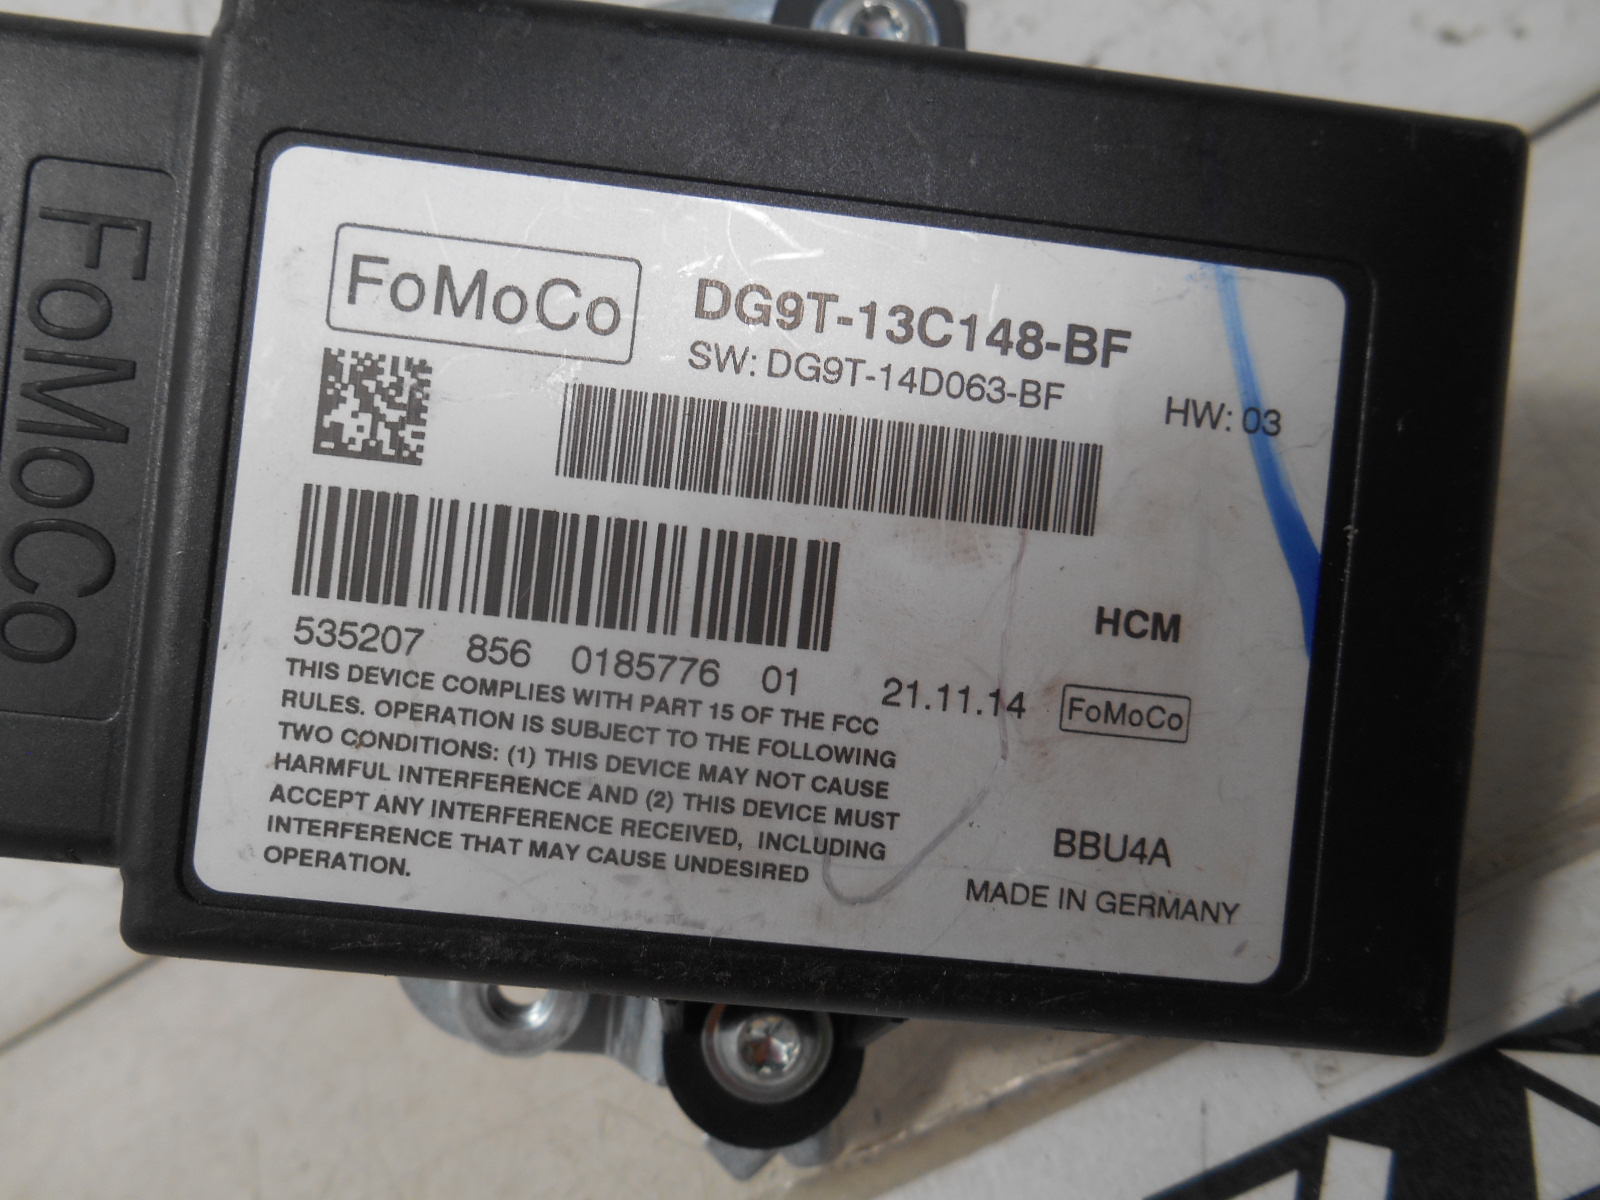 FoMoCo
FoMoCo
DG9T-13C148-BF
SW: DG9T-14D063-BF
HW: 03
HCM
535207 856 0185776 01
21.11.14
FoMoCo
THIS DEVICE COMPLIES WITH PART 15 OF THE FCC
RULES. OPERATION IS SUBJECT TO THE FOLLOWING
TWO CONDITIONS: (1) THIS DEVICE MAY NOT CAUSE
HARMFUL INTERFERENCE AND (2) THIS DEVICE MUST
ACCEPT ANY INTERFERENCE RECEIVED, INCLUDING
INTERFERENCE THAT MAY CAUSE UNDESIRED
OPERATION.
BBU4A
MADE IN GERMANY